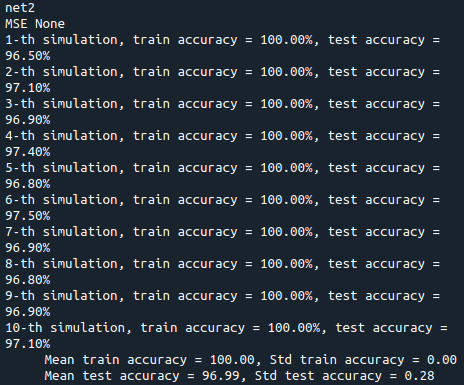 net2
MSE None
1-th simulation, train accuracy = 100.00%, test accuracy =
96.50%
2-th simulation, train accuracy = 100.00%, test accuracy =
97.10%
3-th simulation, train accuracy = 100.00%, test accuracy =
96.90%
4-th simulation, train accuracy = 100.00%, test accuracy =
97.40%
5-th simulation, train accuracy = 100.00%, test accuracy =
96.80%
6-th simulation, train accuracy = 100.00%, test accuracy =
97.50%
7-th simulation, train accuracy = 100.00%, test accuracy =
96.90%
8-th simulation, train accuracy = 100.00%, test accuracy =
96.80%
9-th simulation, train accuracy = 100.00%, test accuracy =
96.90%
10-th simulation, train accuracy = 100.00%, test accuracy =
97.10%
Mean train accuracy = 100.00, Std train accuracy = 0.00
Mean test accuracy = 96.99, Std test accuracy = 0.28